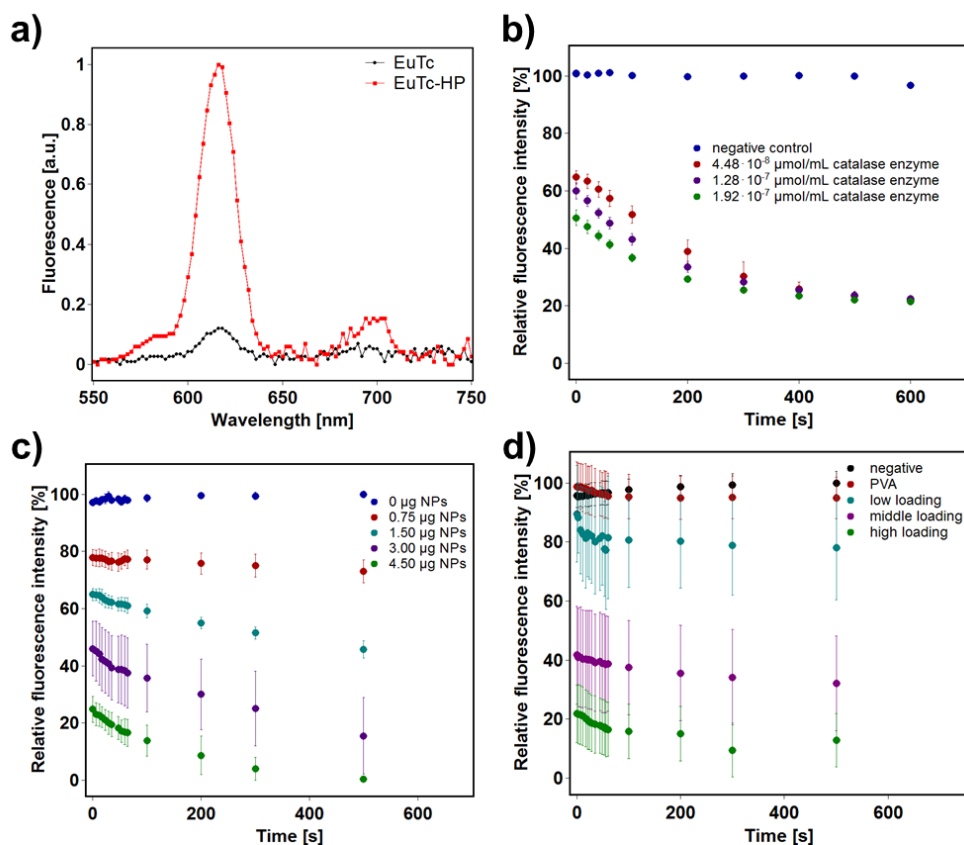 a)
EuTc
EuTc-HP
1
0.8
0.6
0.4
0.2
0
Fluorescence [a.u.]
550
600
650
700
750
Wavelength [nm]
b)
100
80
60
40
20
0
Relative fluorescence intensity [%]
negative control
4.48·10⁻⁸ µmol/mL catalase enzyme
1.28·10⁻⁷ µmol/mL catalase enzyme
1.92·10⁻⁷ µmol/mL catalase enzyme
0
200
400
600
Time [s]
c)
100
80
60
40
20
0
Relative fluorescence intensity [%]
0 µg NPs
0.75 µg NPs
1.50 µg NPs
3.00 µg NPs
4.50 µg NPs
0
200
400
600
Time [s]
d)
100
80
60
40
20
0
Relative fluorescence intensity [%]
negative
PVA
low loading
middle loading
high loading
0
200
400
600
Time [s]